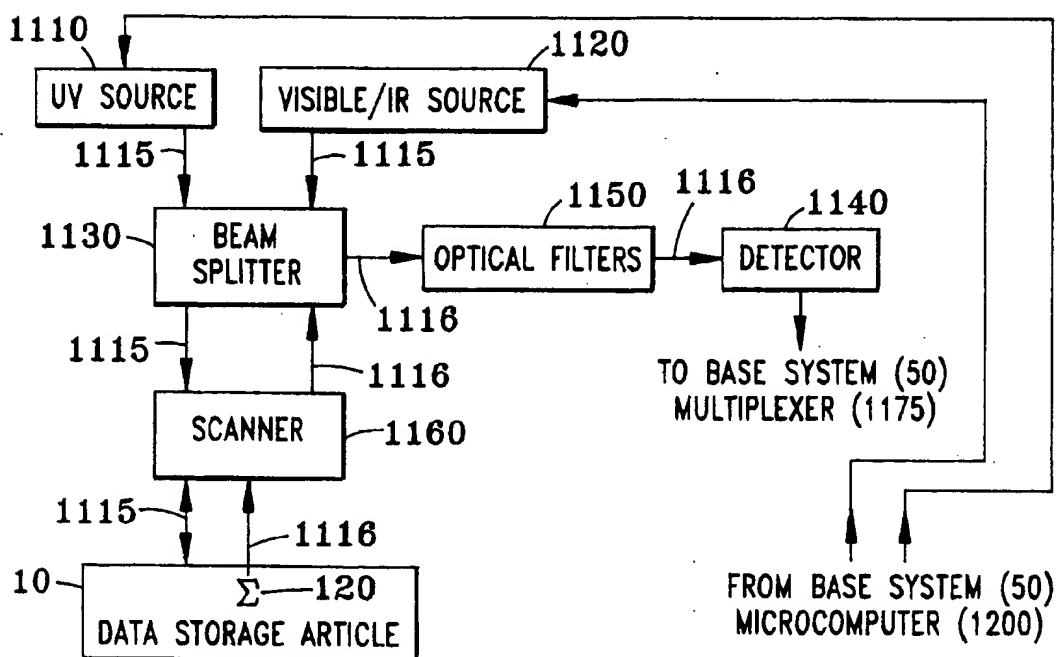 1110
1120
UV SOURCE
VISIBLE/IR SOURCE
1115
1115
1150
1116
1140
1130
BEAM
SPLITTER
OPTICAL FILTERS
DETECTOR
1116
1115
1116
TO BASE SYSTEM (50)
MULTIPLEXER (1175)
SCANNER
1160
1115
1116
10
Σ
120
DATA STORAGE ARTICLE
FROM BASE SYSTEM (50)
MICROCOMPUTER (1200)